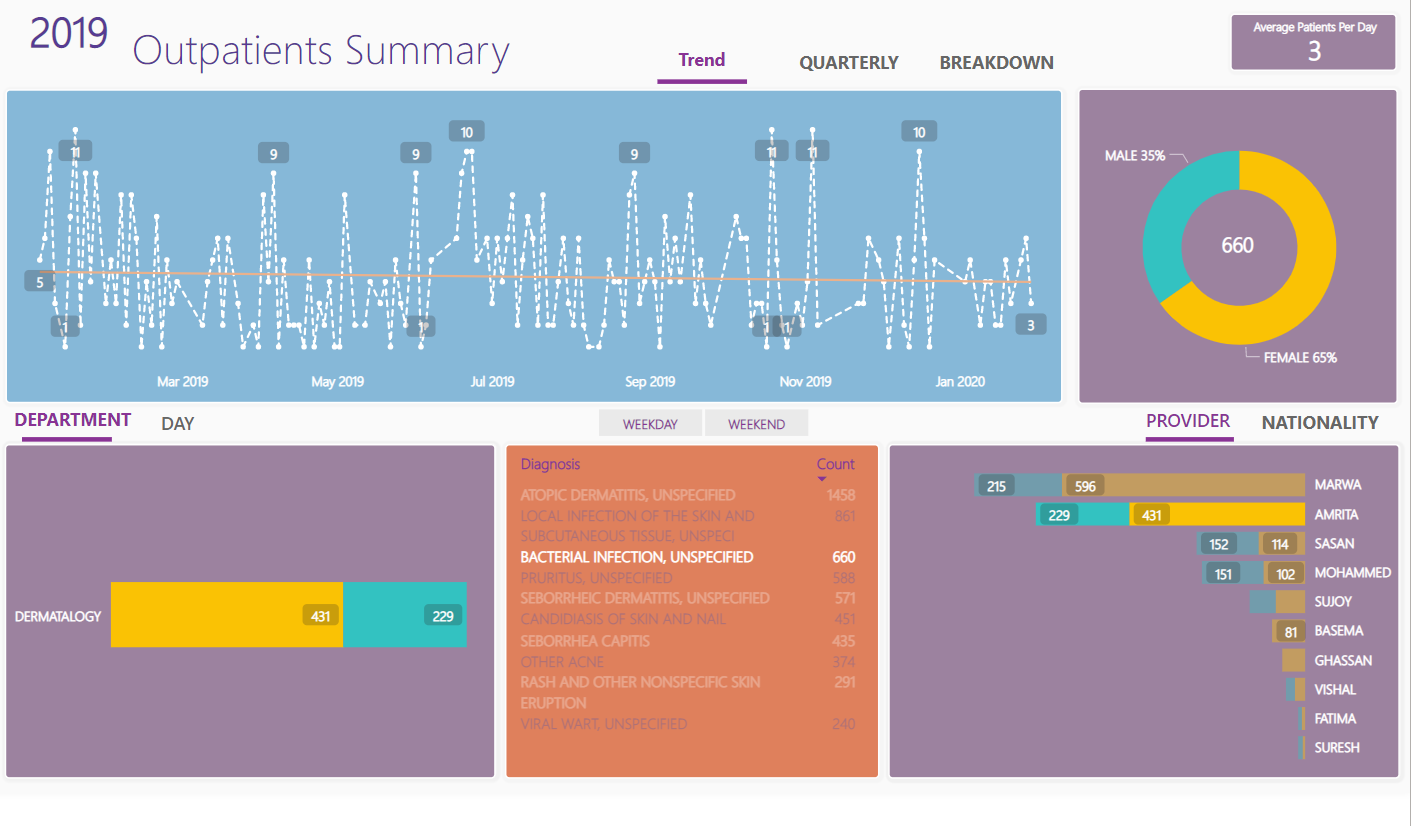 2019
Outpatients Summary
Trend
QUARTERLY
BREAKDOWN
Average Patients Per Day
3
11
9
9
10
9
11
11
10
5
1
1
1
1
3
Mar 2019
May 2019
Jul 2019
Sep 2019
Nov 2019
Jan 2020
MALE 35%
660
FEMALE 65%
DEPARTMENT
DAY
WEEKDAY
WEEKEND
PROVIDER
NATIONALITY
DERMATALOGY
431
229
Diagnosis Count
ATOPIC DERMATITIS, UNSPECIFIED 1458
LOCAL INFECTION OF THE SKIN AND 861
SUBCUTANEOUS TISSUE, UNSPECI
BACTERIAL INFECTION, UNSPECIFIED 660
PRURITUS, UNSPECIFIED 588
SEBORRHEIC DERMATITIS, UNSPECIFIED 571
CANDIDIASIS OF SKIN AND NAIL 451
SEBORRHEA CAPITIS 435
OTHER ACNE 374
RASH AND OTHER NONSPECIFIC SKIN 291
ERUPTION
VIRAL WART, UNSPECIFIED 240
215 596 MARWA
229 431 AMRITA
152 114 SASAN
151 102 MOHAMMED
SUJOY
81 BASEMA
GHASSAN
VISHAL
FATIMA
SURESH